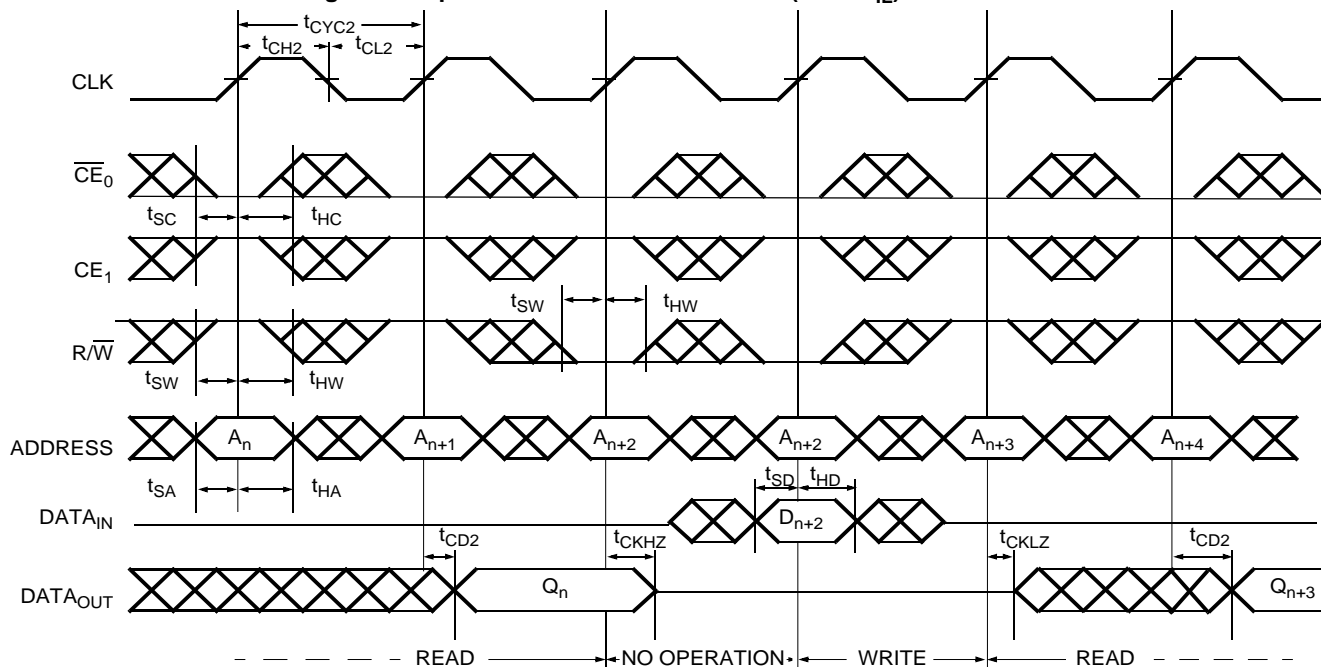 tCYC2
tCH2 tCL2
CLK
CE0
tSC tHC
CE1
tSW tHW
R/W
tSW tHW
ADDRESS An An+1 An+2 An+2 An+3 An+4
tSA tHA tSD tHD
DATAIN Dn+2
tCD2 tCKHZ tCKLZ tCD2
DATAOUT Qn Qn+3
READ NO OPERATION WRITE READ